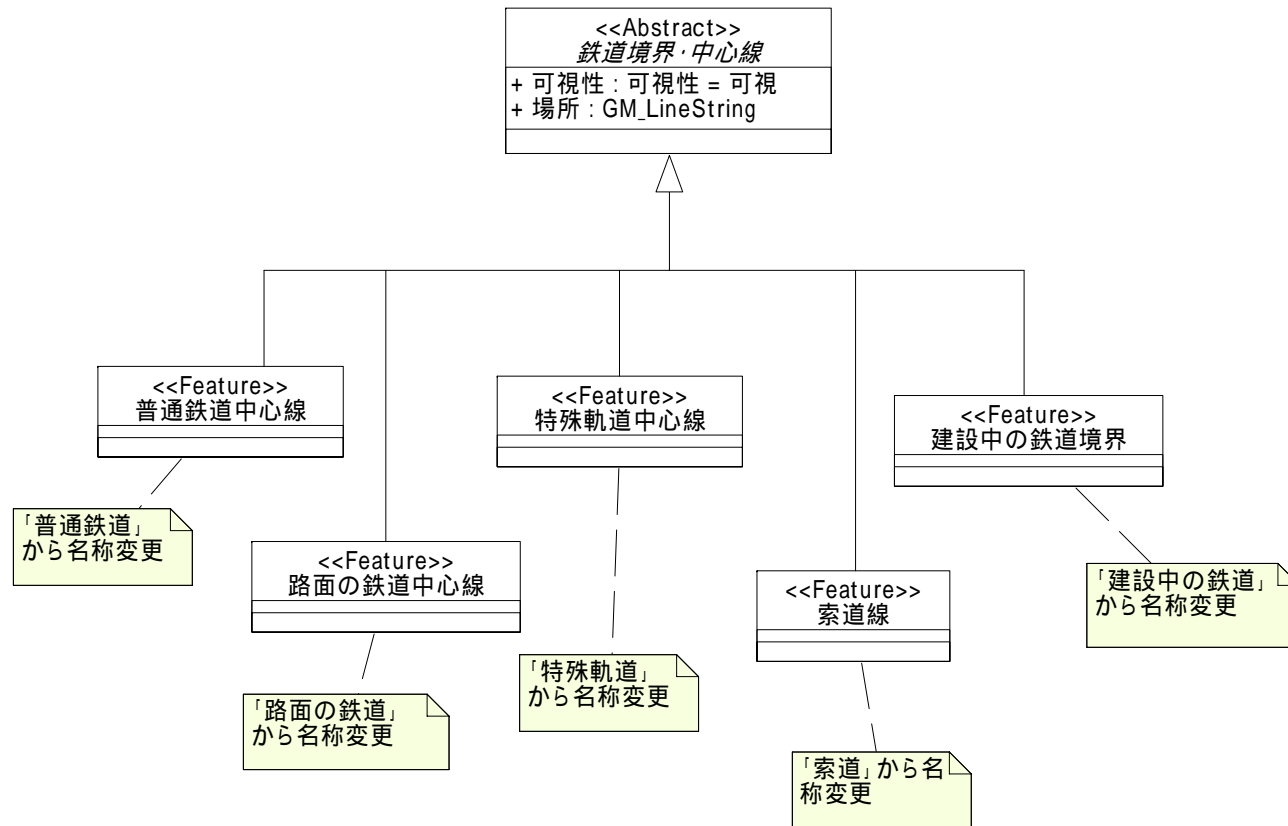 <<Abstract>>
鉄道境界・中心線
+ 可視性 : 可視性 = 可視
+ 場所 : GM_LineString
<<Feature>>
普通鉄道中心線
<<Feature>>
特殊軌道中心線
<<Feature>>
建設中の鉄道境界
「普通鉄道」
から名称変更
<<Feature>>
路面の鉄道中心線
<<Feature>>
索道線
「建設中の鉄道」
から名称変更
「特殊軌道」
から名称変更
「路面の鉄道」
から名称変更
「索道」から名
称変更